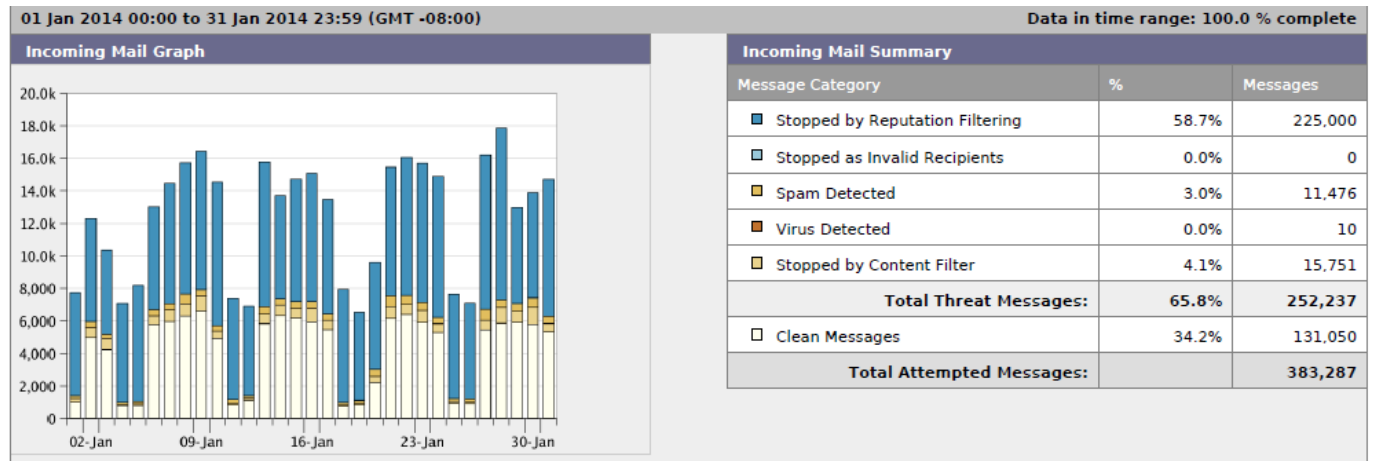 01 Jan 2014 00:00 to 31 Jan 2014 23:59 (GMT -08:00) Data in time range: 100.0 % complete
Incoming Mail Graph
20.0k
18.0k
16.0k
14.0k
12.0k
10.0k
8,000
6,000
4,000
2,000
0
02-Jan 09-Jan 16-Jan 23-Jan 30-Jan
Incoming Mail Summary
Message Category % Messages
Stopped by Reputation Filtering 58.7% 225,000
Stopped as Invalid Recipients 0.0% 0
Spam Detected 3.0% 11,476
Virus Detected 0.0% 10
Stopped by Content Filter 4.1% 15,751
Total Threat Messages: 65.8% 252,237
Clean Messages 34.2% 131,050
Total Attempted Messages: 383,287